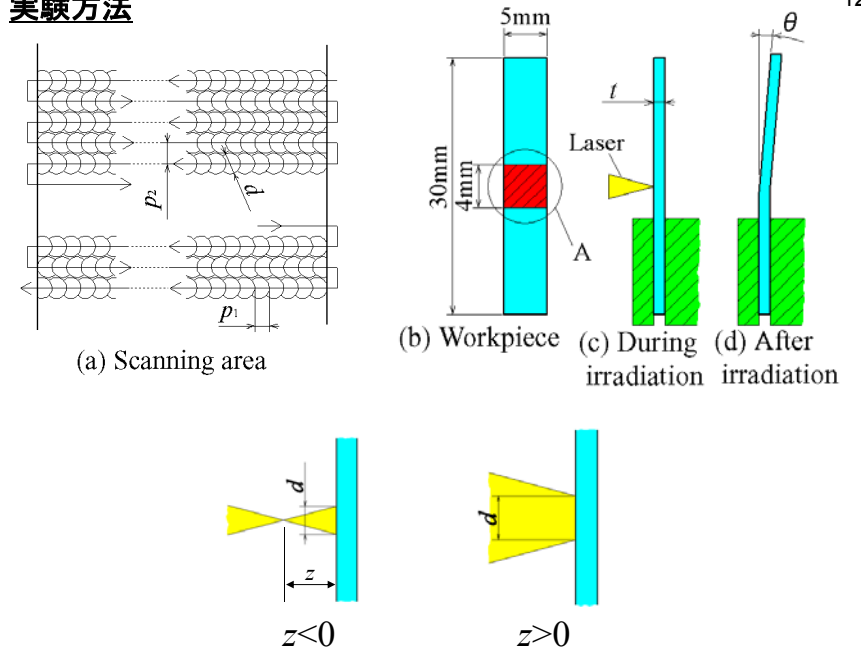 実験方法
12
p₂
d
p₁
(a) Scanning area
5mm
30mm
4mm
A
(b) Workpiece
t
Laser
(c) During
irradiation
θ
(d) After
irradiation
d
z
z<0
d
z>0